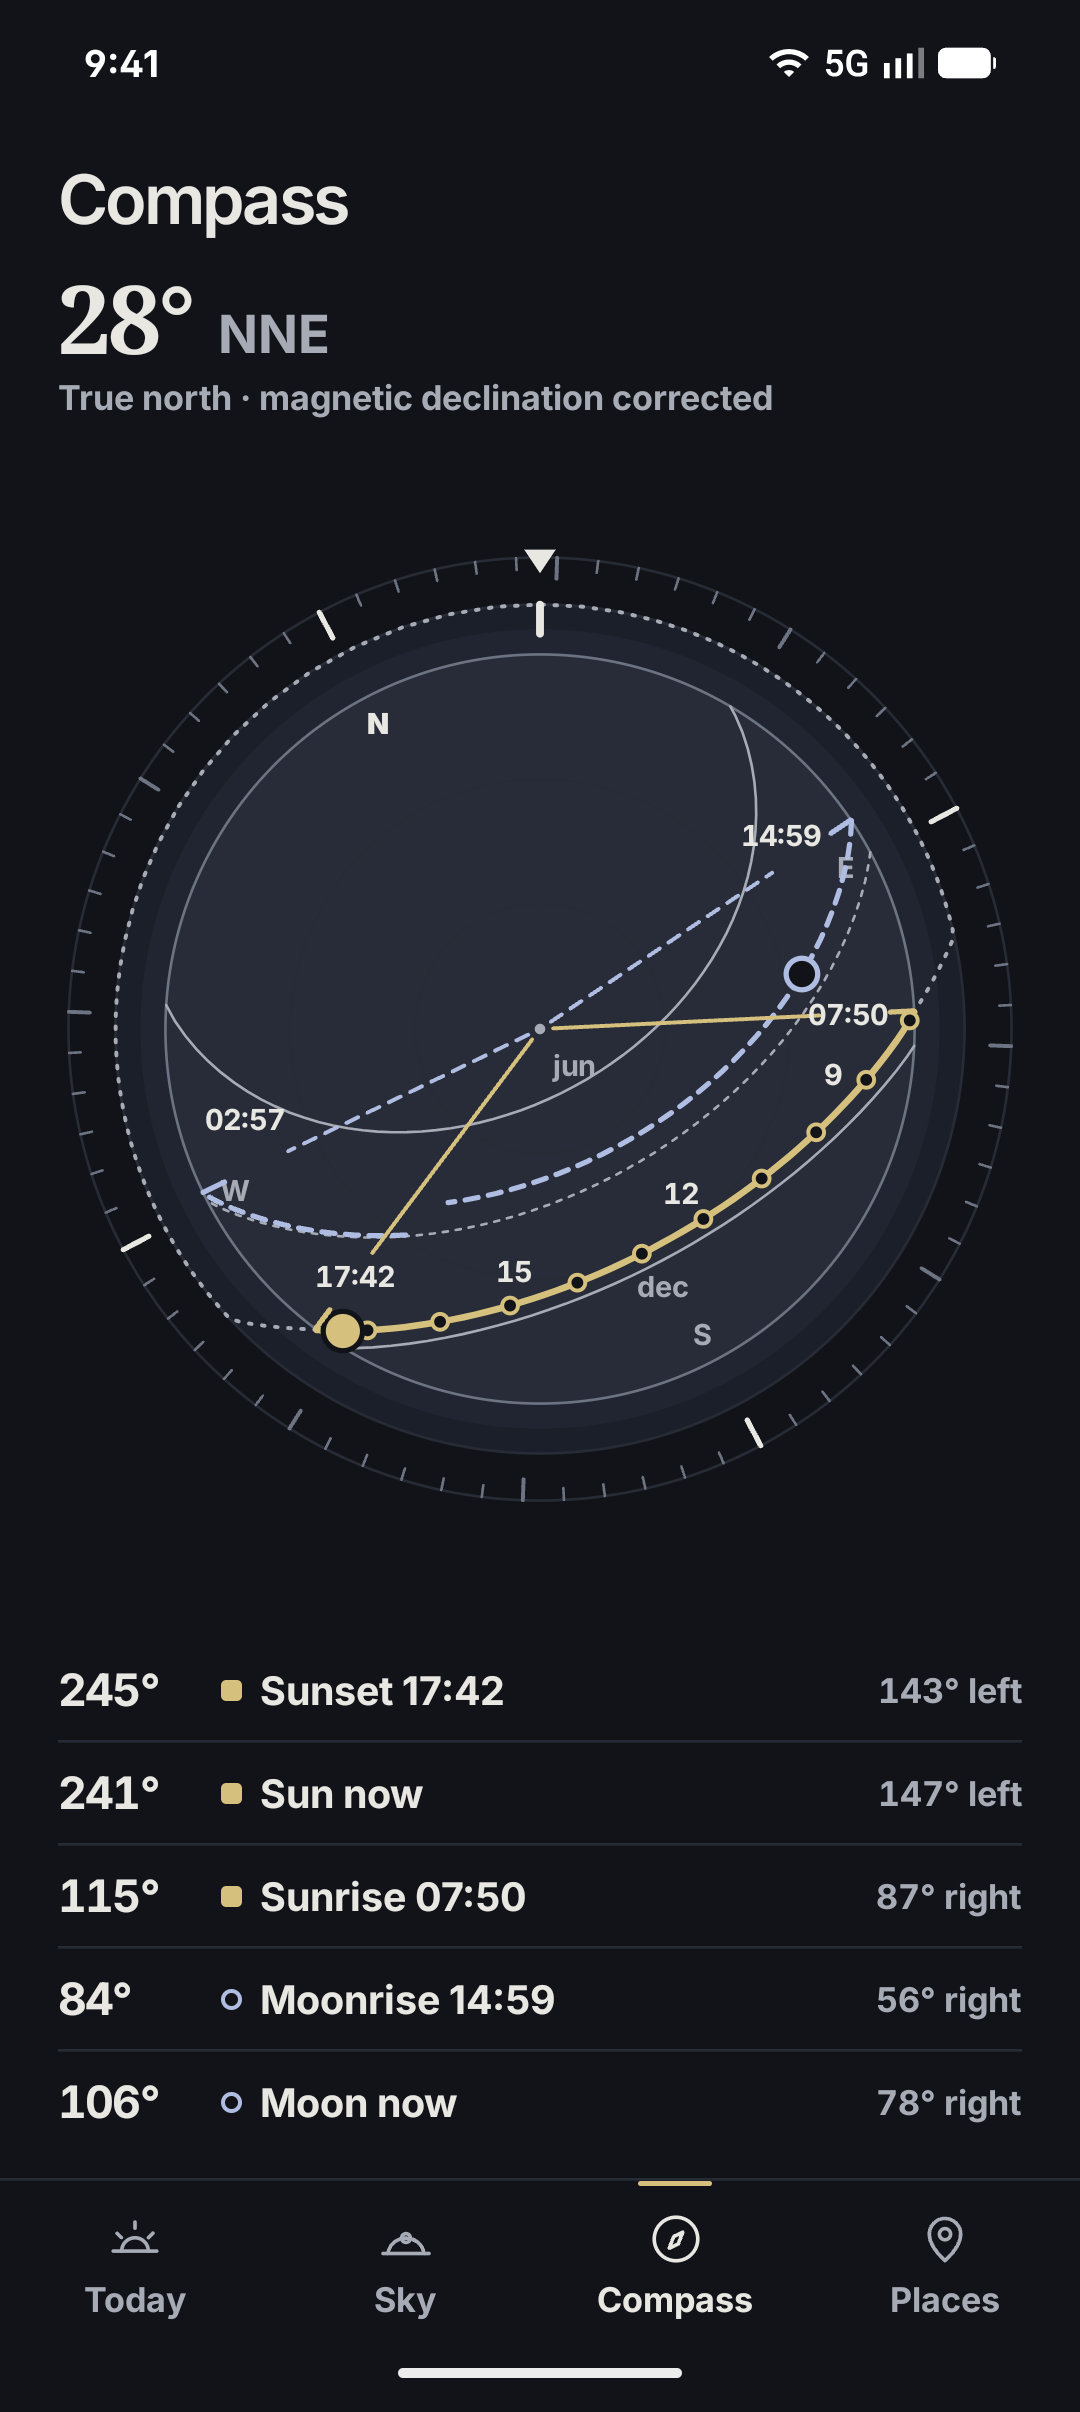 9:41 5G
Compass
28° NNE
True north · magnetic declination corrected
N
14:59
E
07:50
jun
9
02:57
W
12
17:42
15
dec
S
245° Sunset 17:42 143° left
241° Sun now 147° left
115° Sunrise 07:50 87° right
84° Moonrise 14:59 56° right
106° Moon now 78° right
Today Sky Compass Places